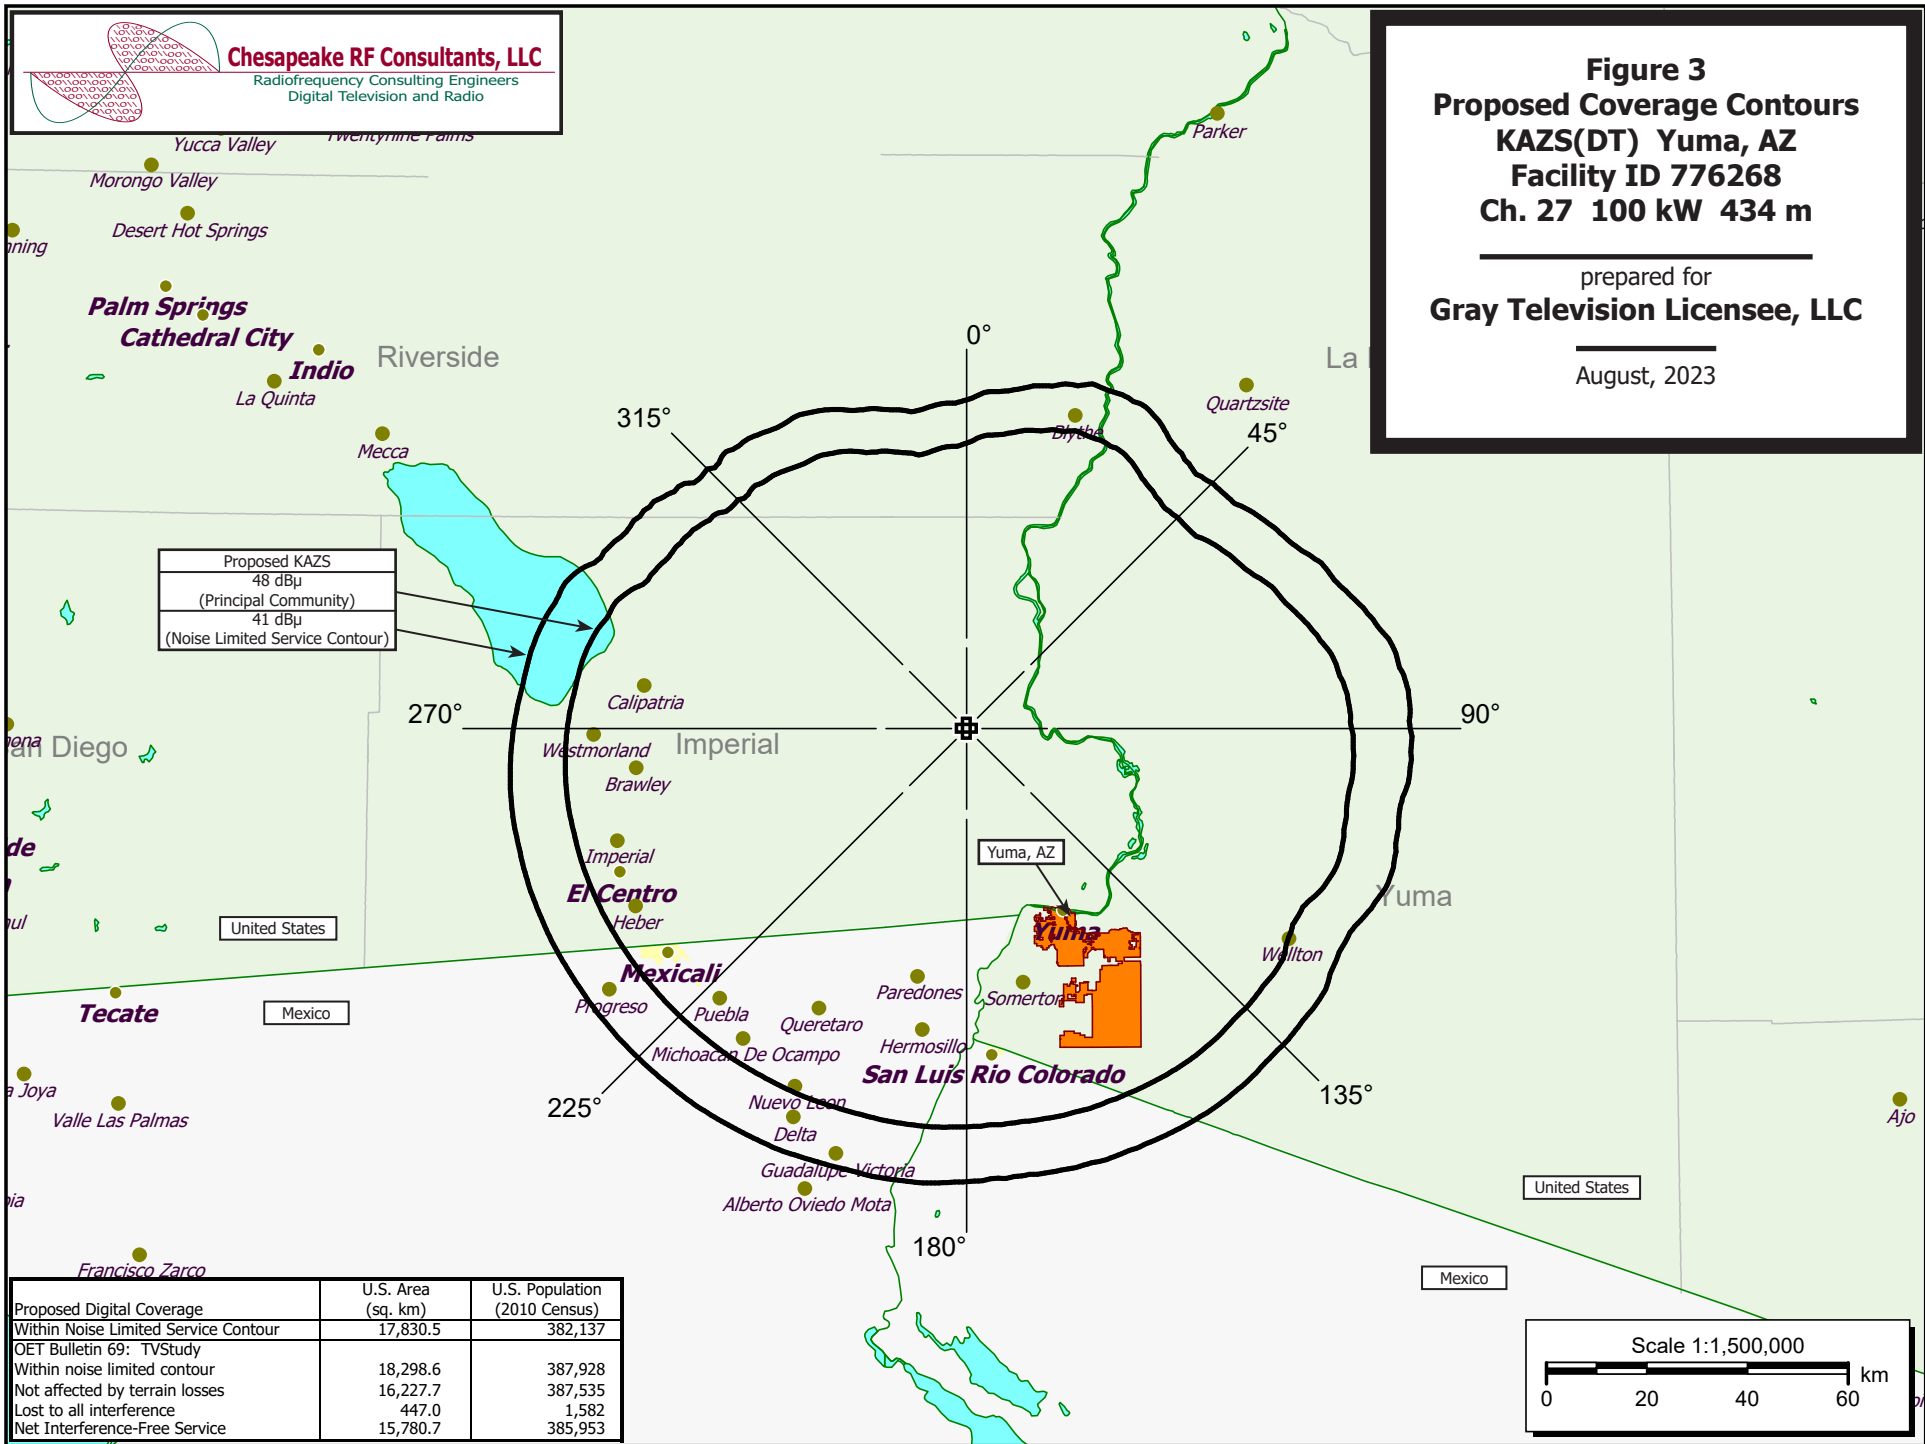 Chesapeake RF Consultants, LLC
Radiofrequency Consulting Engineers
Digital Television and Radio
Figure 3
Proposed Coverage Contours
KAZS(DT) Yuma, AZ
Facility ID 776268
Ch. 27 100 kW 434 m
prepared for
Gray Television Licensee, LLC
August, 2023
Twentynine Palms
Yucca Valley
Morongo Valley
Desert Hot Springs
Palm Springs
Cathedral City
Indio
La Quinta
Mecca
Riverside
Parker
La
Quartzsite
Blythe
0°
45°
315°
Proposed KAZS
48 dBµ
(Principal Community)
41 dBµ
(Noise Limited Service Contour)
Calipatria
270°
90°
Westmorland
Imperial
Brawley
San Diego
Imperial
El Centro
Heber
Yuma, AZ
Yuma
Yuma
Wellton
United States
Mexicali
Progreso
Puebla
Queretaro
Paredones
Somerton
Tecate
Mexico
Michoacan De Ocampo
Hermosillo
San Luis Rio Colorado
a Joya
Valle Las Palmas
225°
135°
Nuevo Leon
Delta
Guadalupe Victoria
Alberto Oviedo Mota
180°
Ajo
United States
Mexico
Francisco Zarco
Proposed Digital Coverage U.S. Area (sq. km) U.S. Population (2010 Census)
Within Noise Limited Service Contour 17,830.5 382,137
OET Bulletin 69: TVStudy
Within noise limited contour 18,298.6 387,928
Not affected by terrain losses 16,227.7 387,535
Lost to all interference 447.0 1,582
Net Interference-Free Service 15,780.7 385,953
Scale 1:1,500,000
km
0 20 40 60